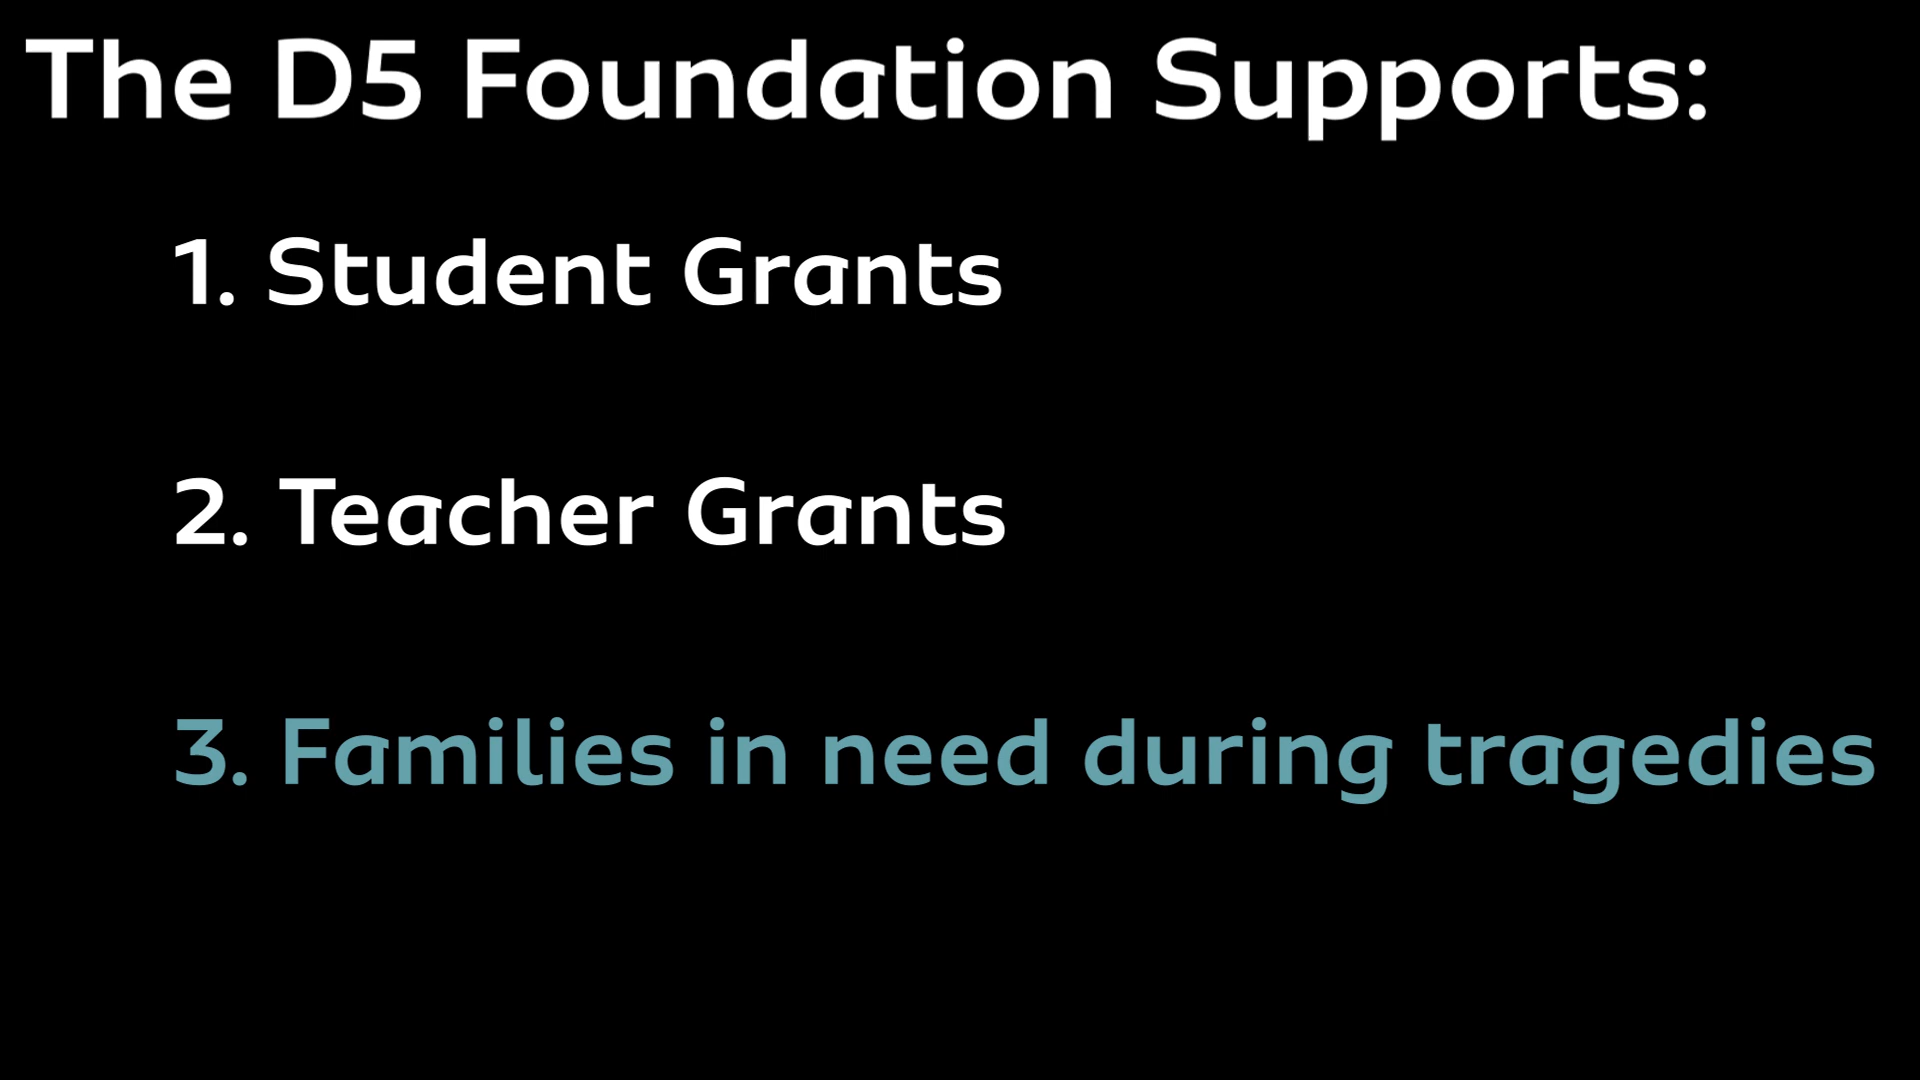 The D5 Foundation Supports:
1. Student Grants
2. Teacher Grants
3. Families in need during tragedies